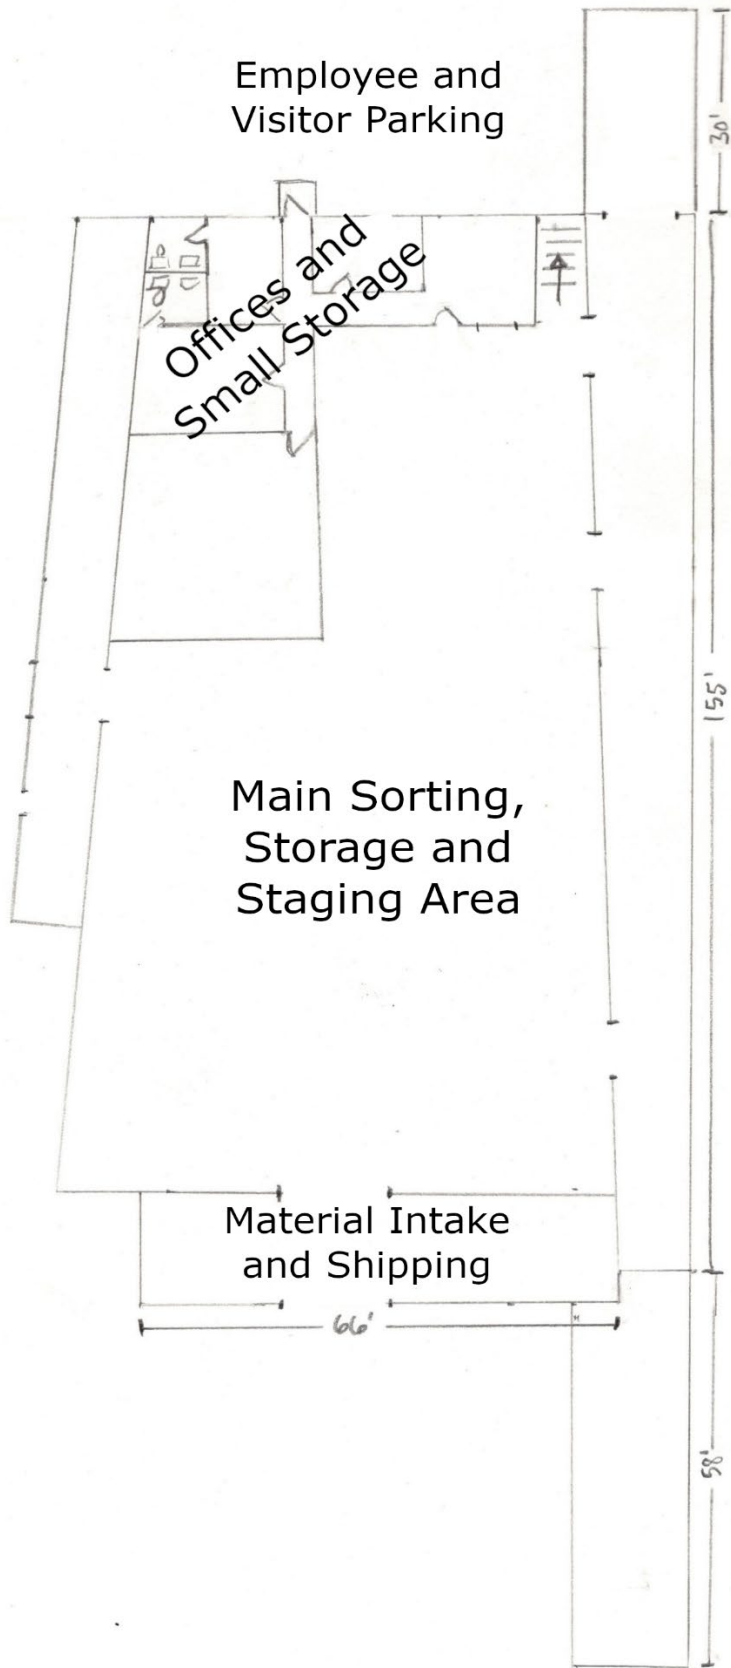 Employee and
Visitor Parking
30'
Offices and
Small Storage
155'
Main Sorting,
Storage and
Staging Area
Material Intake
and Shipping
66'
58'